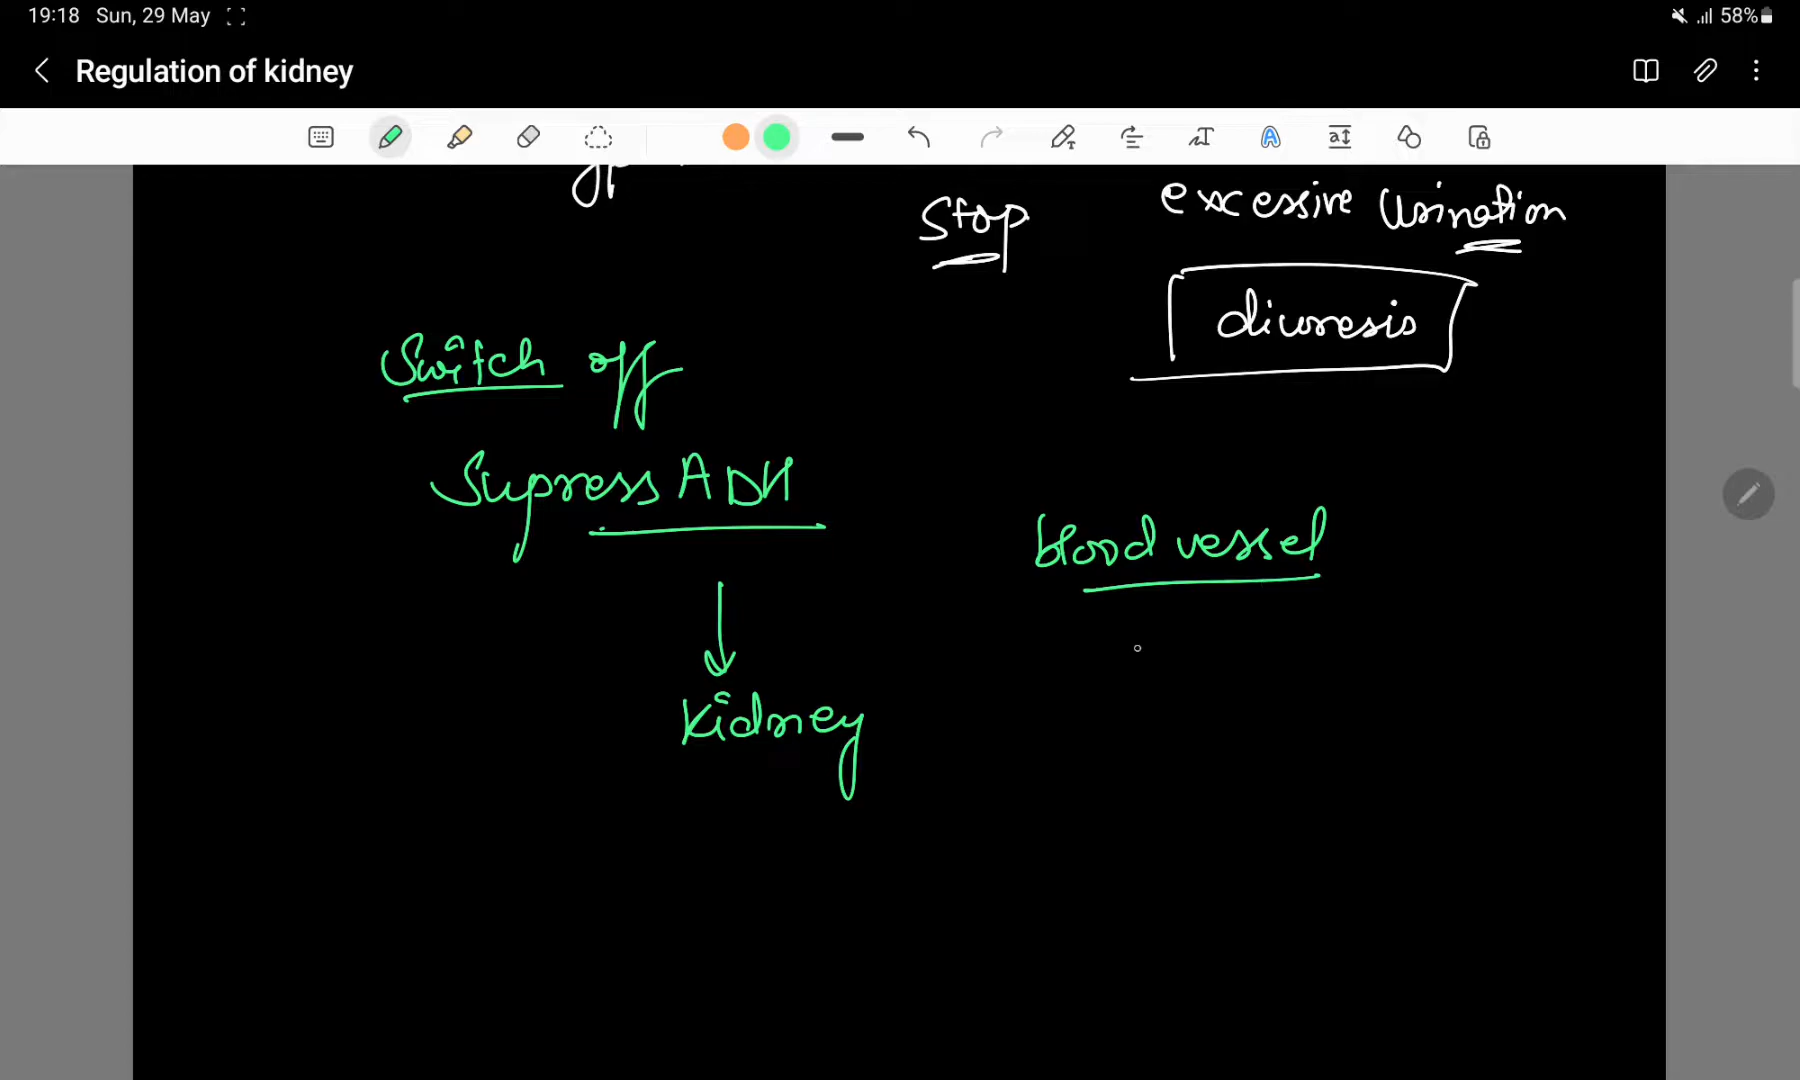 19:18 Sun, 29 May 58%
Regulation of kidney
Stop
excessive Urination
diuresis
Switch off
Supress ADH
blood vessel
Kidney